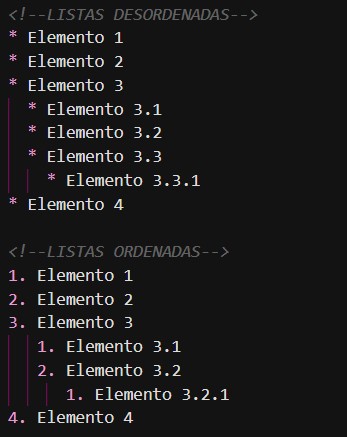 <!--LISTAS DESORDENADAS-->
* Elemento 1
* Elemento 2
* Elemento 3
  * Elemento 3.1
  * Elemento 3.2
  * Elemento 3.3
    * Elemento 3.3.1
* Elemento 4

<!--LISTAS ORDENADAS-->
1. Elemento 1
2. Elemento 2
3. Elemento 3
   1. Elemento 3.1
   2. Elemento 3.2
      1. Elemento 3.2.1
4. Elemento 4